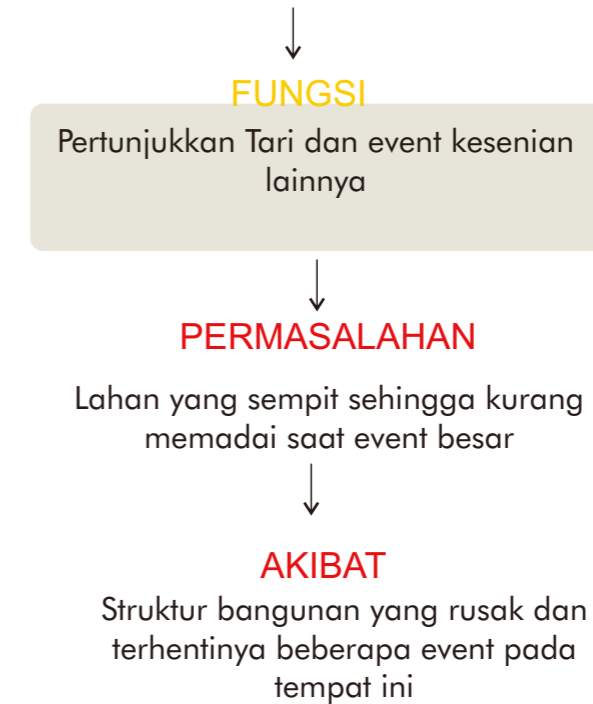 FUNGSI
Pertunjukkan Tari dan event kesenian
lainnya
PERMASALAHAN
Lahan yang sempit sehingga kurang
memadai saat event besar
AKIBAT
Struktur bangunan yang rusak dan
terhentinya beberapa event pada
tempat ini